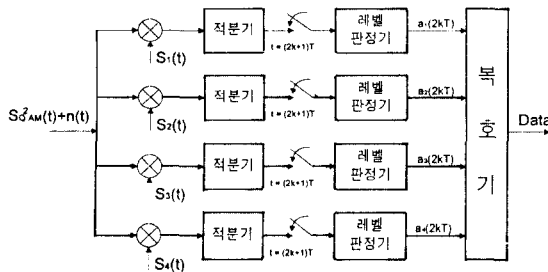 적분기
t = (2k+1)T
레벨
판정기
a₁(2kT)
S₁(t)
적분기
t = (2k+1)T
레벨
판정기
a₂(2kT)
S₂(t)
S_Q²AM(t)+n(t)
복호기
Data
적분기
t = (2k+1)T
레벨
판정기
a₃(2kT)
S₃(t)
적분기
t = (2k+1)T
레벨
판정기
a₄(2kT)
S₄(t)